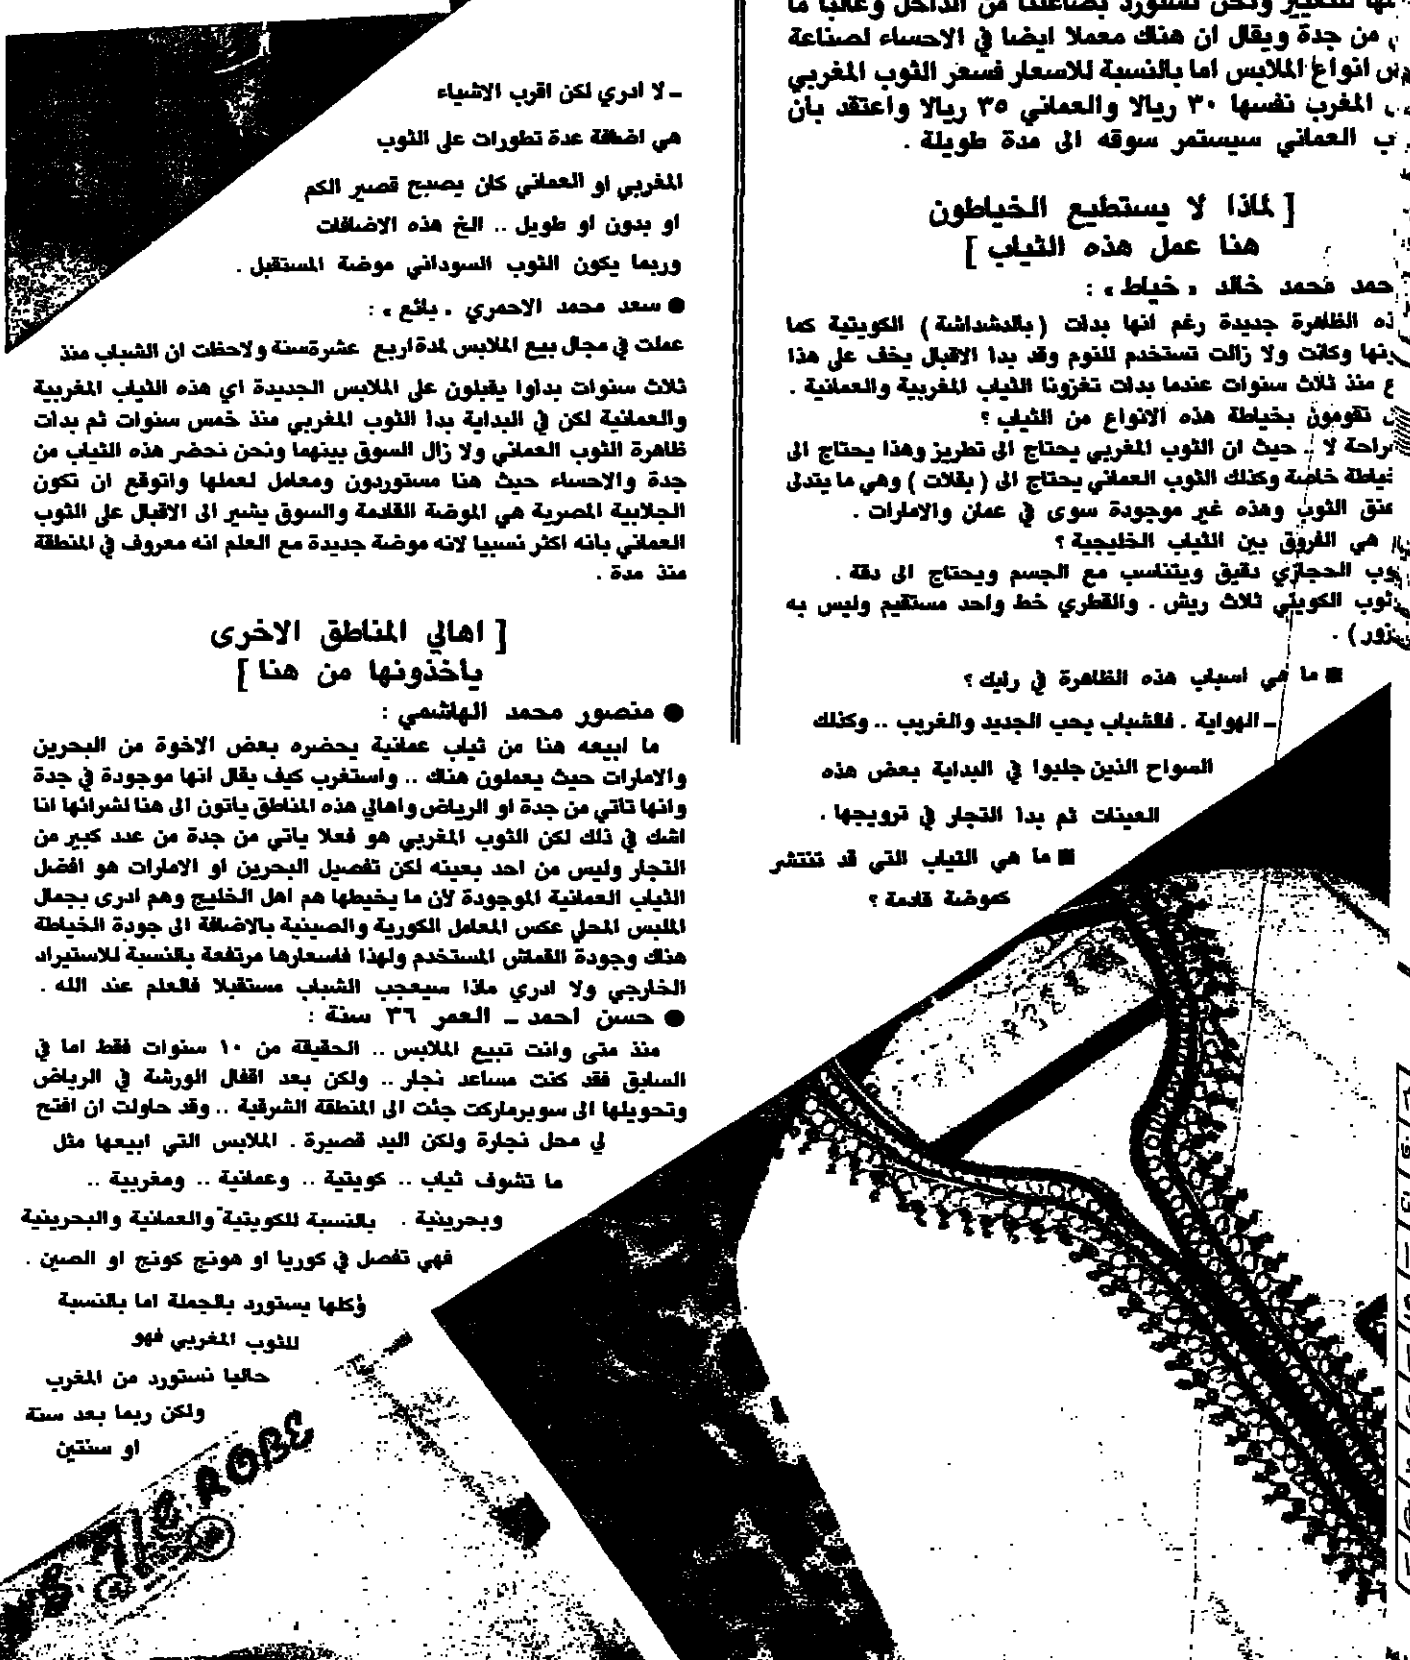 للتغيير ونحن نستورد بضاعتنا من الداخل وغالبا ما
من جدة ويقال ان هناك معملا ايضا في الاحساء لصناعة
انواع الملابس اما بالنسبة للاسعار فسعر الثوب المغربي
المغرب نفسها ٣٠ ريالا والعماني ٣٥ ريالا واعتقد بأن
العماني سيستمر سوقه الى مدة طويلة .
[ لماذا لا يستطيع الخياطون
هنا عمل هذه الثياب ]
محمد خالد « خياط » :
الظاهرة جديدة رغم انها بدات ( بالدشداشة ) الكويتية كما
وكانت ولا زالت تستخدم للنوم وقد بدا الاقبال يخف على هذا
منذ ثلاث سنوات عندما بدات تغزونا الثياب المغربية والعمانية .
تقومون بخياطة هذه الانواع من الثياب ؟
لا .. حيث ان الثوب المغربي يحتاج الى تطريز وهذا يحتاج الى
خاصة وكذلك الثوب العماني يحتاج الى ( بقلات ) وهي ما يتدلى
عنق الثوب وهذه غير موجودة سوى في عمان والامارات .
هي الفروق بين الثياب الخليجية ؟
الحجازي دقيق ويتناسب مع الجسم ويحتاج الى دقة .
الكويتي ثلاث ريش . والقطري خط واحد مستقيم وليس به
) .
■ ما هي اسباب هذه الظاهرة في رايك ؟
ـ الهواية . فالشباب يحب الجديد والغريب .. وكذلك
السواح الذين جلبوا في البداية بعض هذه
العينات ثم بدا التجار في ترويجها .
■ ما هي الثياب التي قد تنتشر
كموضة قادمة ؟
ـ لا ادري لكن اقرب الاشياء
هي اضافة عدة تطورات على الثوب
المغربي او العماني كان يصبح قصير الكم
او بدون او طويل .. الخ هذه الاضافات
وربما يكون الثوب السوداني موضة المستقبل .
● سعد محمد الاحمري « بائع » :
عملت في مجال بيع الملابس لمدة اربع عشرة سنة ولاحظت ان الشباب منذ
ثلاث سنوات بداوا يقبلون على الملابس الجديدة اي هذه الثياب المغربية
والعمانية لكن في البداية بدا الثوب المغربي منذ خمس سنوات ثم بدات
ظاهرة الثوب العماني ولا زال السوق بينهما ونحن نحضر هذه الثياب من
جدة والاحساء حيث هنا مستوردون ومعامل لعملها واتوقع ان تكون
الجلابية المصرية هي الموضة القادمة والسوق يشير الى الاقبال على الثوب
العماني بانه اكثر نسبيا لانه موضة جديدة مع العلم انه معروف في المنطقة
منذ مدة .
[ اهالي المناطق الاخرى
يأخذونها من هنا ]
● منصور محمد الهاشمي :
ما ابيعه هنا من ثياب عمانية يحضره بعض الاخوة من البحرين
والامارات حيث يعملون هناك .. واستغرب كيف يقال انها موجودة في جدة
وانها تأتي من جدة او الرياض واهالي هذه المناطق ياتون الى هنا لشرائها انا
اشك في ذلك لكن الثوب المغربي هو فعلا ياتي من جدة من عدد كبير من
التجار وليس من احد بعينه لكن تفصيل البحرين او الامارات هو افضل
الثياب العمانية الموجودة لان ما يخيطها هم اهل الخليج وهم ادرى بجمال
الملبس المحلي عكس المعامل الكورية والصينية بالاضافة الى جودة الخياطة
هناك وجودة القماش المستخدم ولهذا فاسعارها مرتفعة بالنسبة للاستيراد
الخارجي ولا ادري ماذا سيعجب الشباب مستقبلا فالعلم عند الله .
● حسن احمد ـ العمر ٣٦ سنة :
منذ متى وانت تبيع الملابس .. الحقيقة من ١٠ سنوات فقط اما في
السابق فقد كنت مساعد نجار .. ولكن بعد اقفال الورشة في الرياض
وتحويلها الى سوبرماركت جئت الى المنطقة الشرقية .. وقد حاولت ان افتح
لي محل نجارة ولكن اليد قصيرة . الملابس التي ابيعها مثل
ما تشوف ثياب .. كويتية .. وعمانية .. ومغربية ..
وبحرينية . بالنسبة للكويتية والعمانية والبحرينية
فهي تفصل في كوريا او هونج كونج او الصين .
وكلها يستورد بالجملة اما بالنسبة
للثوب المغربي فهو
حاليا نستورد من المغرب
ولكن ربما بعد سنة
او سنتين
ROBE